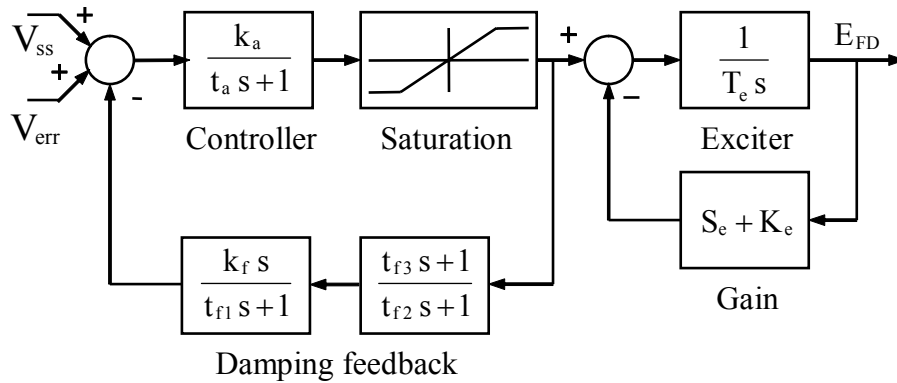 V_ss
+
+
V_err
-
k_a
t_a s + 1
Controller
Saturation
+
−
1
T_e s
Exciter
E_FD
S_e + K_e
Gain
k_f s
t_f1 s + 1
t_f3 s + 1
t_f2 s + 1
Damping feedback